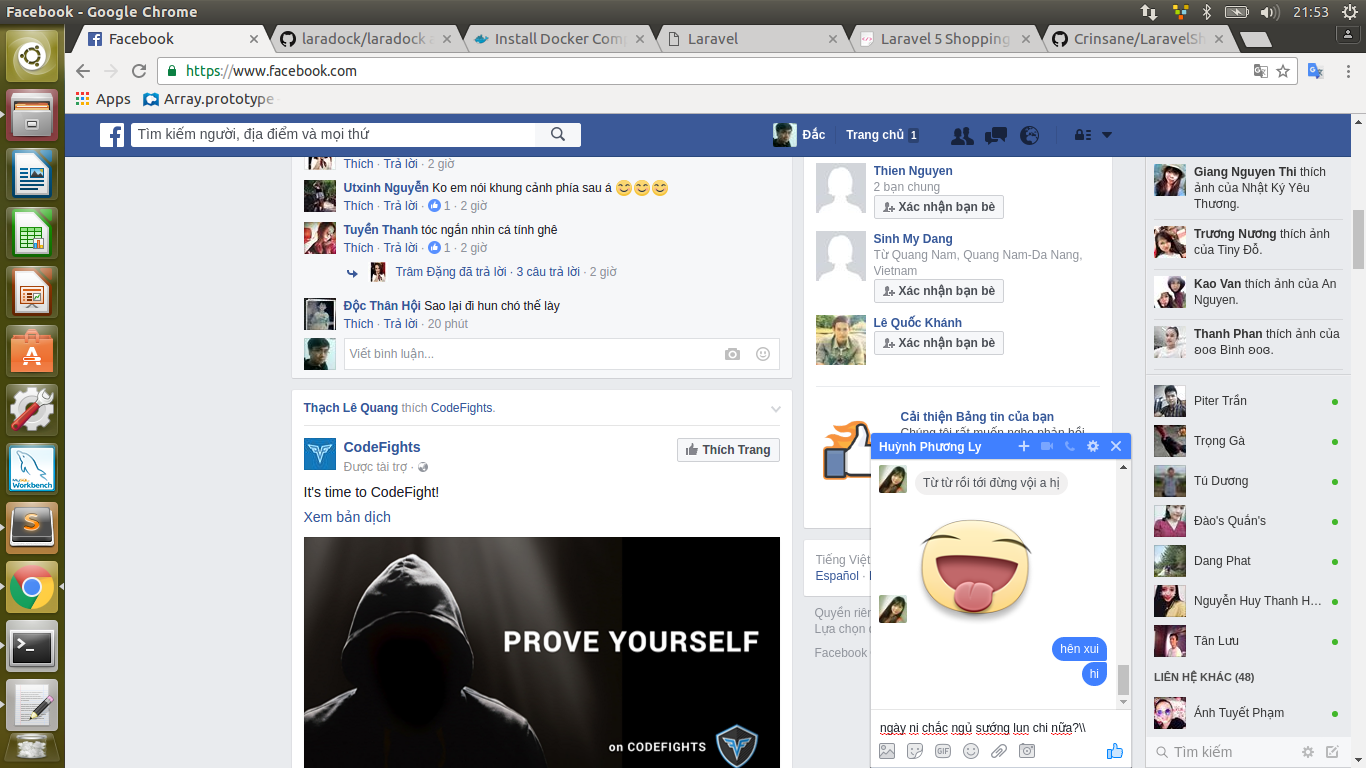 Facebook - Google Chrome
21:53
Facebook
laradock/laradock
Install Docker Com
Laravel
Laravel 5 Shopping
Crinsane/LaravelSh
https://www.facebook.com
Apps
Array.prototype
Tìm kiếm người, địa điểm và mọi thứ
Đắc
Trang chủ 1
Thích · Trả lời · 2 giờ
Utxinh Nguyễn Ko em nói khung cảnh phía sau á 😊😊😊
Thích · Trả lời · 1 · 2 giờ
Tuyền Thanh tóc ngắn nhìn cá tính ghê
Thích · Trả lời · 1 · 2 giờ
Trâm Đặng đã trả lời · 3 câu trả lời · 2 giờ
Độc Thân Hội Sao lại đi hun chó thế lày
Thích · Trả lời · 20 phút
Viết bình luận...
Thạch Lê Quang thích CodeFights.
CodeFights
Được tài trợ ·
Thích Trang
It's time to CodeFight!
Xem bản dịch
PROVE YOURSELF
on CODEFIGHTS
Thien Nguyen
2 bạn chung
Xác nhận bạn bè
Sinh My Dang
Từ Quang Nam, Quang Nam-Da Nang,
Vietnam
Xác nhận bạn bè
Lê Quốc Khánh
Xác nhận bạn bè
Cải thiện Bảng tin của bạn
Chúng tôi rất muốn nghe phản hồi
Tiếng Việt
Español ·
Quyền riên
Lựa chọn
Facebook
Huỳnh Phương Ly
Từ từ rồi tới đừng vội a hị
hên xui
hi
ngày ni chắc ngủ sướng lun chi nữa?\\
GIF
Giang Nguyen Thi thích
ảnh của Nhật Ký Yêu
Thương.
Trương Nương thích ảnh
của Tiny Đỗ.
Kao Van thích ảnh của An
Nguyen.
Thanh Phan thích ảnh của
ʚoɢ Bình ɒoɢ.
Piter Trần
Trọng Gà
Tú Dương
Đào's Quắn's
Dang Phat
Nguyễn Huy Thanh H…
Tân Lưu
LIÊN HỆ KHÁC (48)
Ánh Tuyết Phạm
Tìm kiếm
MySQL
Workbench